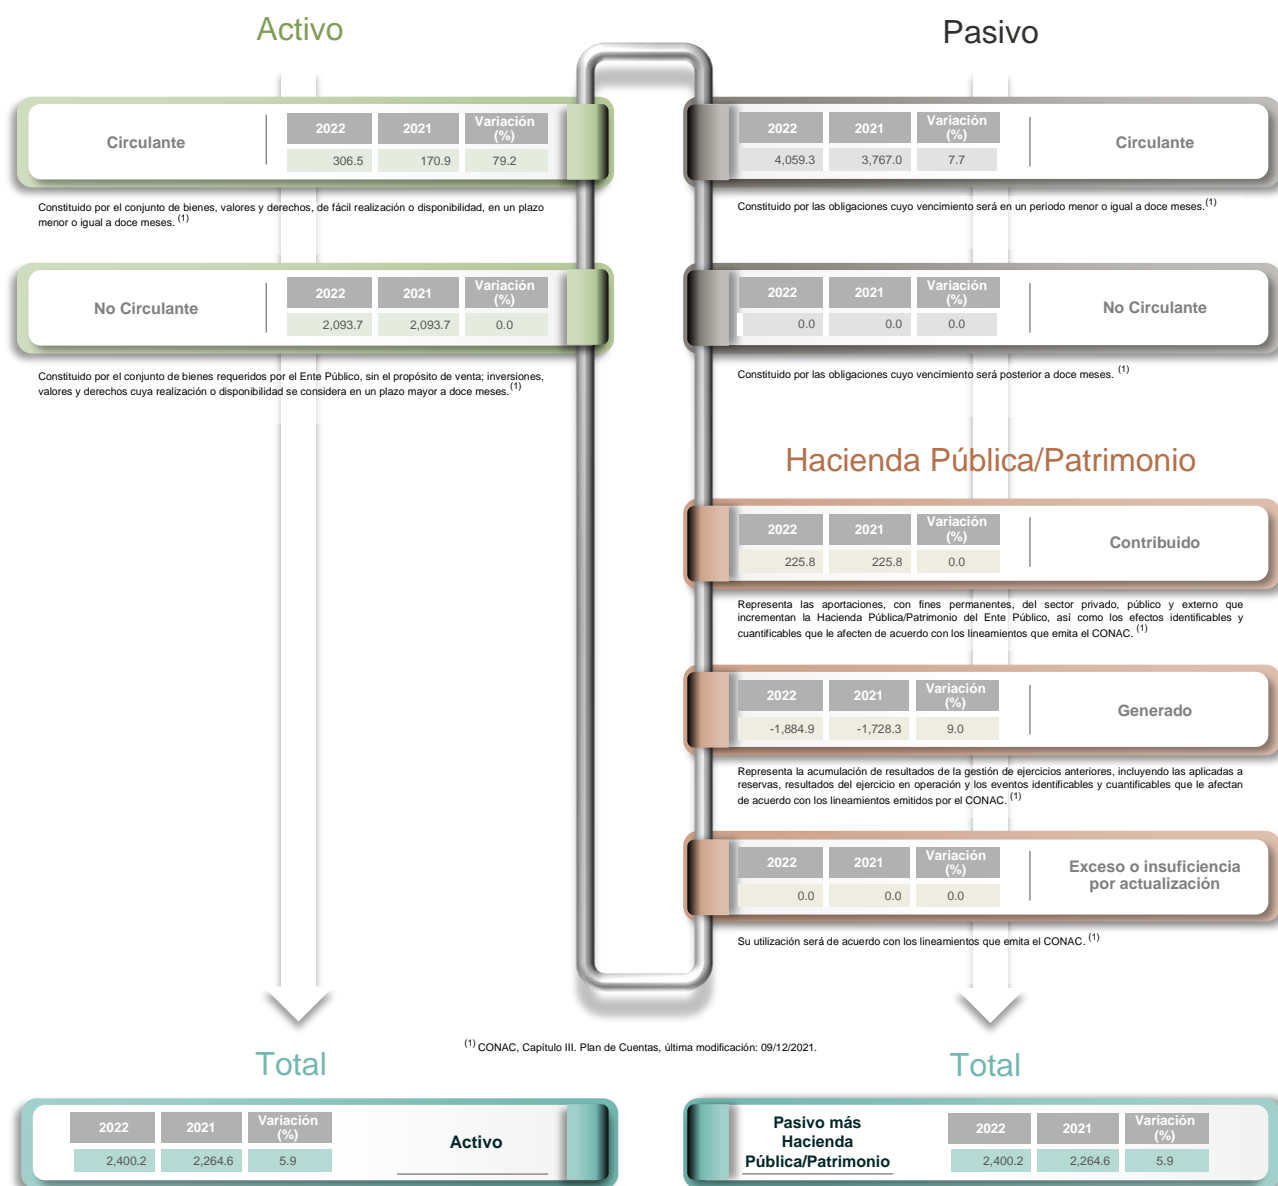 Activo
Circulante
2022 2021 Variación (%)
306.5 170.9 79.2
Constituido por el conjunto de bienes, valores y derechos, de fácil realización o disponibilidad, en un plazo
menor o igual a doce meses. (1)
No Circulante
2022 2021 Variación (%)
2,093.7 2,093.7 0.0
Constituido por el conjunto de bienes requeridos por el Ente Público, sin el propósito de venta; inversiones,
valores y derechos cuya realización o disponibilidad se considera en un plazo mayor a doce meses. (1)
Pasivo
2022 2021 Variación (%)
4,059.3 3,767.0 7.7
Circulante
Constituido por las obligaciones cuyo vencimiento será en un periodo menor o igual a doce meses. (1)
2022 2021 Variación (%)
0.0 0.0 0.0
No Circulante
Constituido por las obligaciones cuyo vencimiento será posterior a doce meses. (1)
Hacienda Pública/Patrimonio
2022 2021 Variación (%)
225.8 225.8 0.0
Contribuido
Representa las aportaciones, con fines permanentes, del sector privado, público y externo que
incrementan la Hacienda Pública/Patrimonio del Ente Público, así como los efectos identificables y
cuantificables que le afecten de acuerdo con los lineamientos que emita el CONAC. (1)
2022 2021 Variación (%)
-1,884.9 -1,728.3 9.0
Generado
Representa la acumulación de resultados de la gestión de ejercicios anteriores, incluyendo las aplicadas a
reservas, resultados del ejercicio en operación y los eventos identificables y cuantificables que le afectan
de acuerdo con los lineamientos emitidos por el CONAC. (1)
2022 2021 Variación (%)
0.0 0.0 0.0
Exceso o insuficiencia
por actualización
Su utilización será de acuerdo con los lineamientos que emita el CONAC. (1)
(1) CONAC, Capítulo III. Plan de Cuentas, última modificación: 09/12/2021.
Total
2022 2021 Variación (%)
2,400.2 2,264.6 5.9
Activo
Total
Pasivo más
Hacienda
Pública/Patrimonio
2022 2021 Variación (%)
2,400.2 2,264.6 5.9